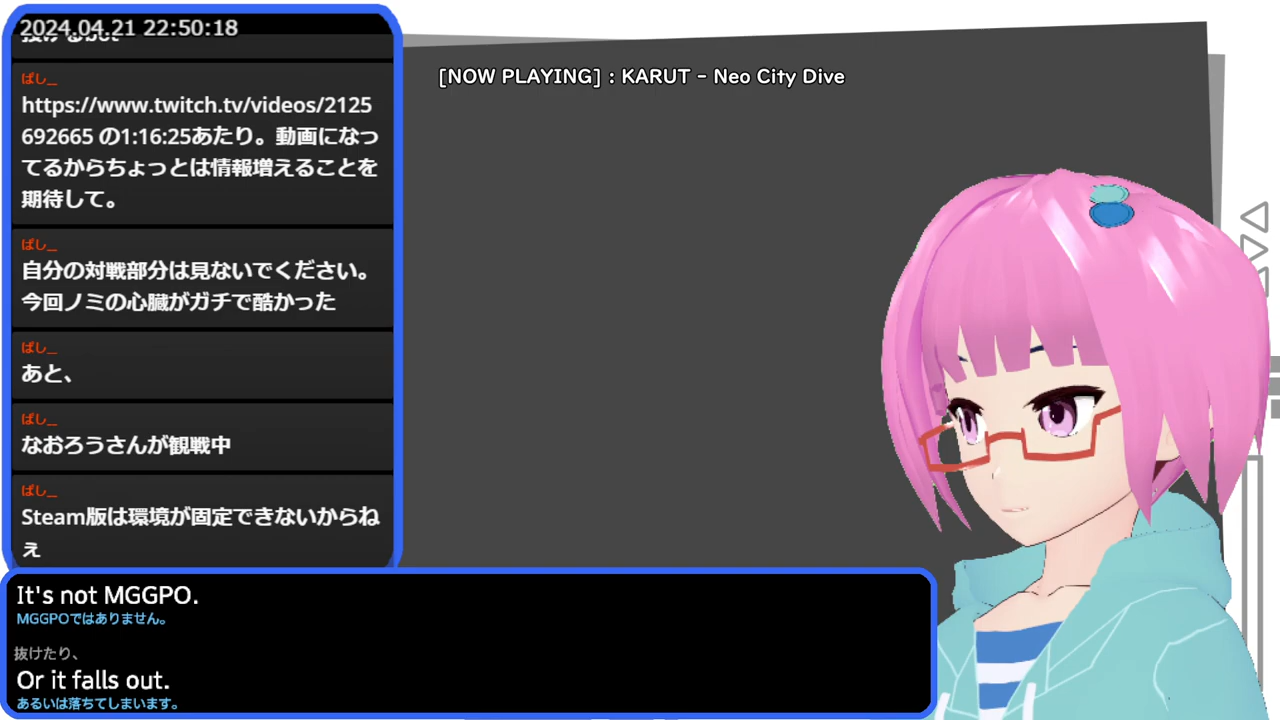 2024.04.21 22:50:18
ぱし_
https://www.twitch.tv/videos/2125
692665 の1:16:25あたり。動画になっ
てるからちょっとは情報増えることを
期待して。
ぱし_
自分の対戦部分は見ないでください。
今回ノミの心臓がガチで酷かった
ぱし_
あと、
ぱし_
なおろうさんが観戦中
ぱし_
Steam版は環境が固定できないからね
ぇ
[NOW PLAYING] : KARUT - Neo City Dive
It's not MGGPO.
MGGPOではありません。
抜けたり、
Or it falls out.
あるいは落ちてしまいます。